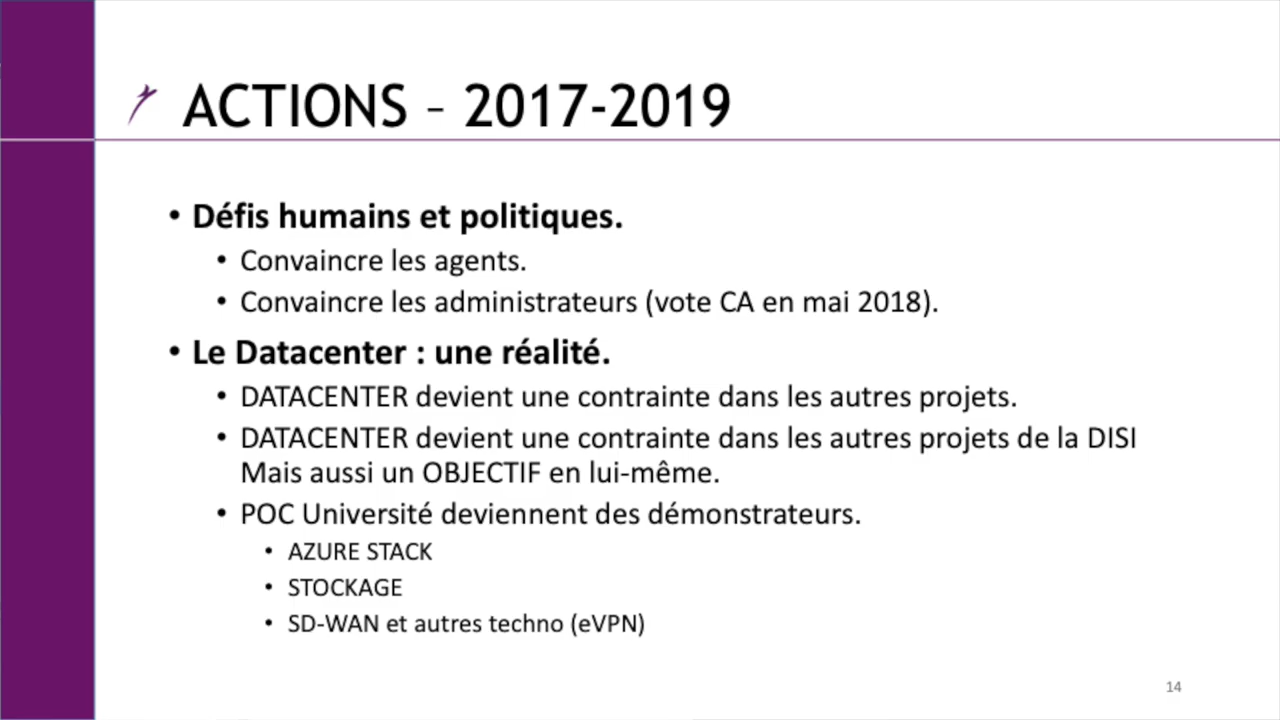 ACTIONS – 2017-2019
• Défis humains et politiques.
• Convaincre les agents.
• Convaincre les administrateurs (vote CA en mai 2018).
• Le Datacenter : une réalité.
• DATACENTER devient une contrainte dans les autres projets.
• DATACENTER devient une contrainte dans les autres projets de la DISI
Mais aussi un OBJECTIF en lui-même.
• POC Université deviennent des démonstrateurs.
• AZURE STACK
• STOCKAGE
• SD-WAN et autres techno (eVPN)
14